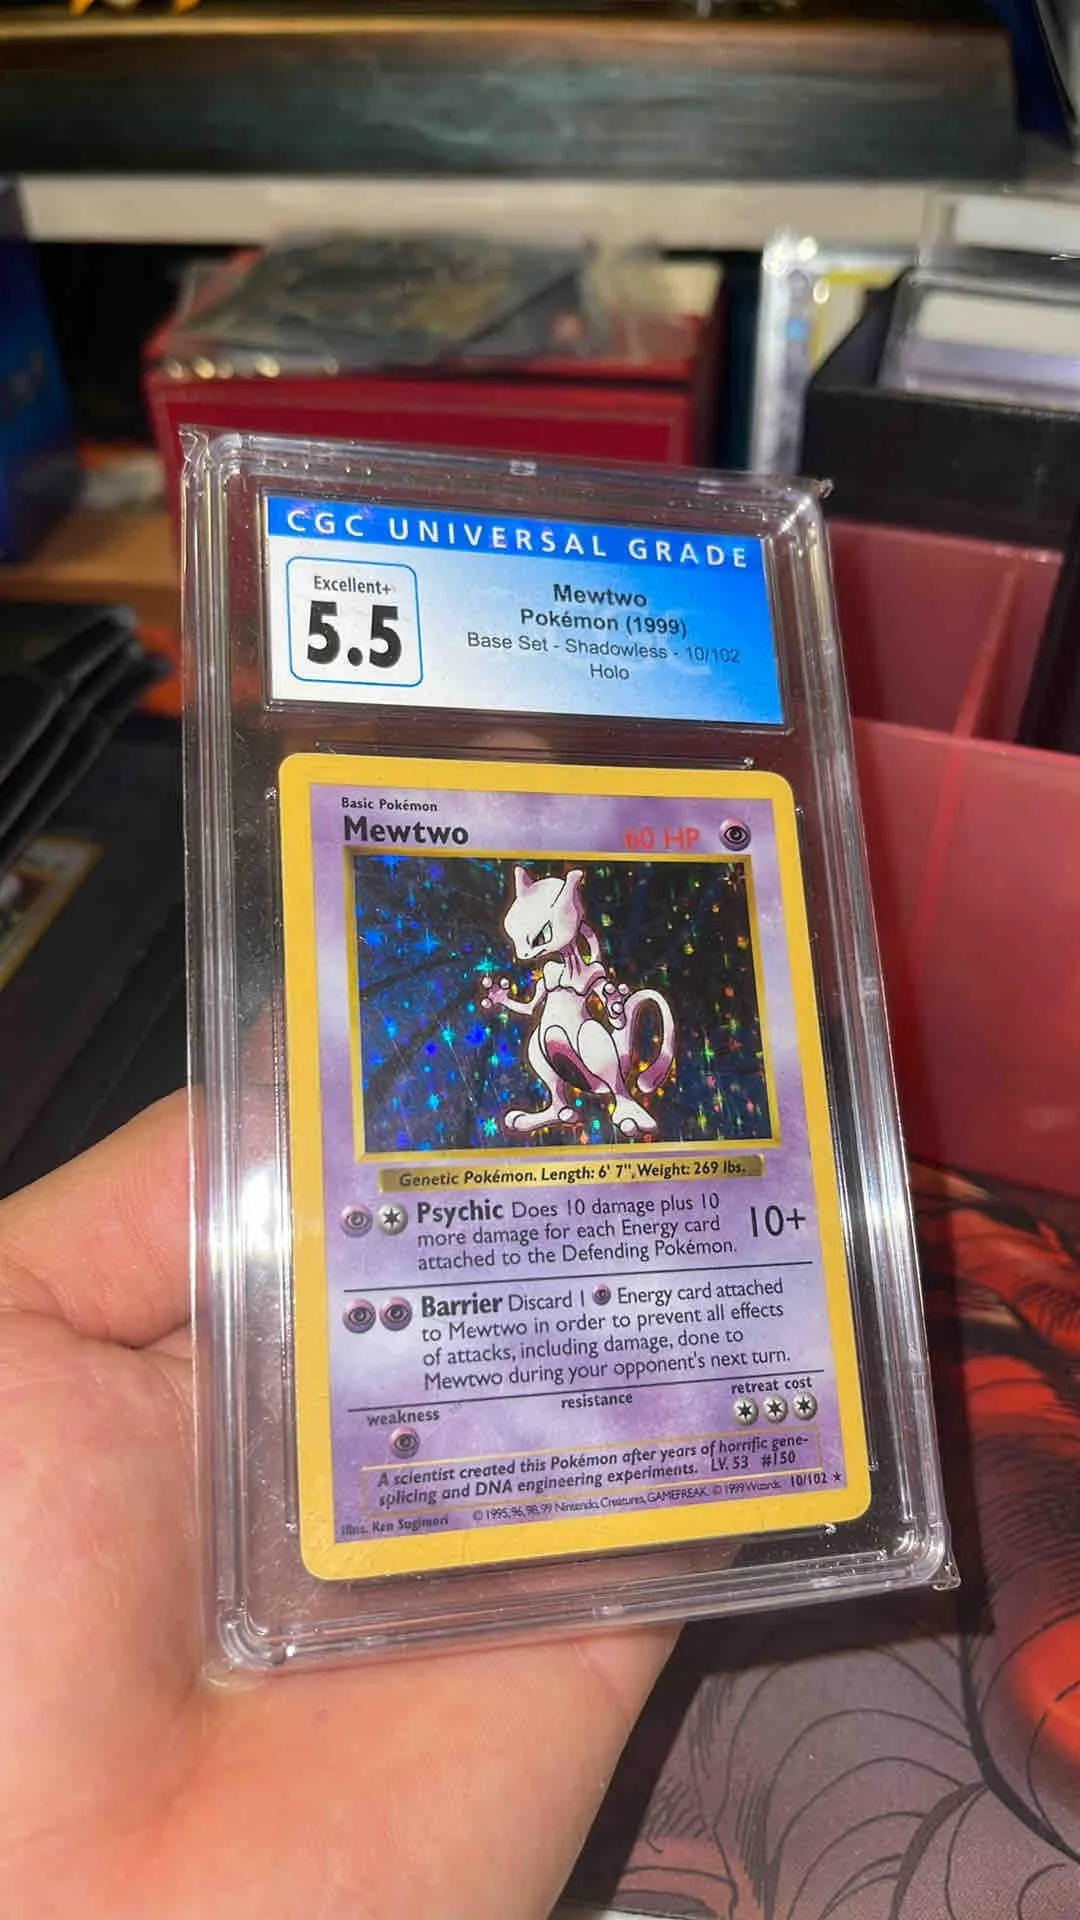 CGC UNIVERSAL GRADE
Excellent+
5.5
Mewtwo
Pokémon (1999)
Base Set - Shadowless - 10/102
Holo
Basic Pokémon
Mewtwo
60 HP
Genetic Pokémon. Length: 6' 7", Weight: 269 lbs.
Psychic Does 10 damage plus 10
more damage for each Energy card
attached to the Defending Pokémon.
10+
Barrier Discard 1 Energy card attached
to Mewtwo in order to prevent all effects
of attacks, including damage, done to
Mewtwo during your opponent's next turn.
weakness
resistance
retreat cost
A scientist created this Pokémon after years of horrific gene-
splicing and DNA engineering experiments. LV. 53 #150
Illus. Ken Sugimori
© 1995, 96, 98, 99 Nintendo, Creatures, GAMEFREAK. © 1999 Wizards. 10/102 ★